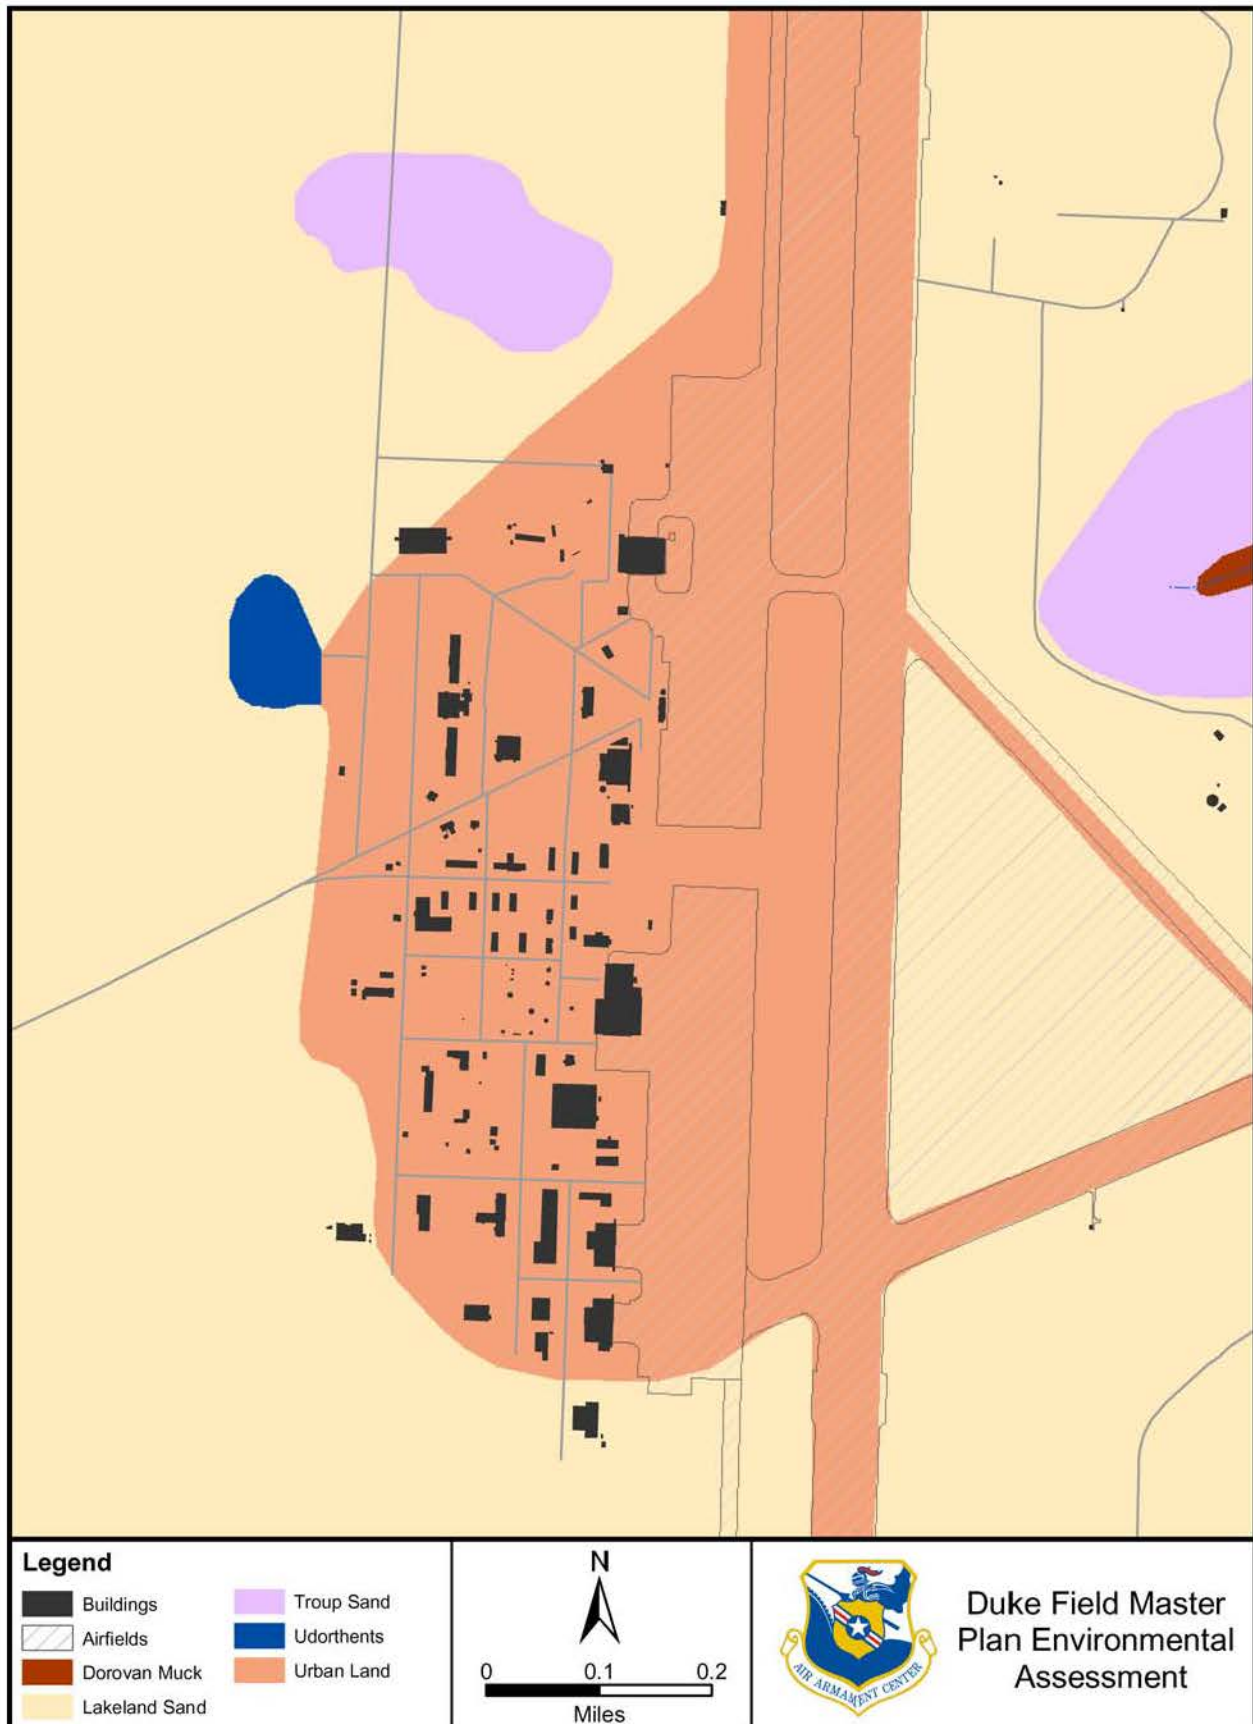 Legend
Buildings
Airfields
Dorovan Muck
Lakeland Sand
Troup Sand
Udorthents
Urban Land
N
0 0.1 0.2
Miles
AIR ARMAMENT CENTER
Duke Field Master
Plan Environmental
Assessment